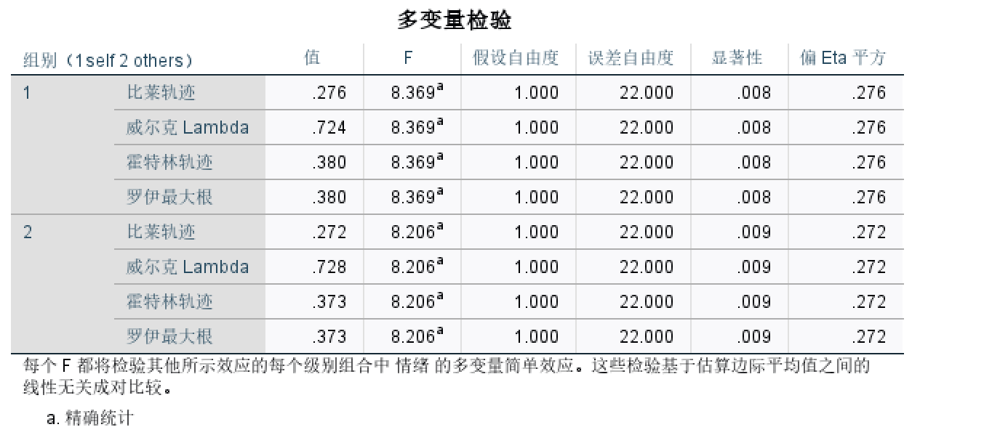 多变量检验
组别（1self 2 others） 值 F 假设自由度 误差自由度 显著性 偏 Eta 平方
1 比莱轨迹 .276 8.369a 1.000 22.000 .008 .276
威尔克 Lambda .724 8.369a 1.000 22.000 .008 .276
霍特林轨迹 .380 8.369a 1.000 22.000 .008 .276
罗伊最大根 .380 8.369a 1.000 22.000 .008 .276
2 比莱轨迹 .272 8.206a 1.000 22.000 .009 .272
威尔克 Lambda .728 8.206a 1.000 22.000 .009 .272
霍特林轨迹 .373 8.206a 1.000 22.000 .009 .272
罗伊最大根 .373 8.206a 1.000 22.000 .009 .272
每个 F 都将检验其他所示效应的每个级别组合中 情绪 的多变量简单效应。这些检验基于估算边际平均值之间的
线性无关成对比较。
a. 精确统计